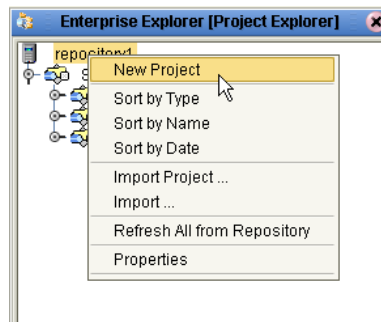 Enterprise Explorer [Project Explorer]
repository1
S
New Project
Sort by Type
Sort by Name
Sort by Date
Import Project ...
Import ...
Refresh All from Repository
Properties